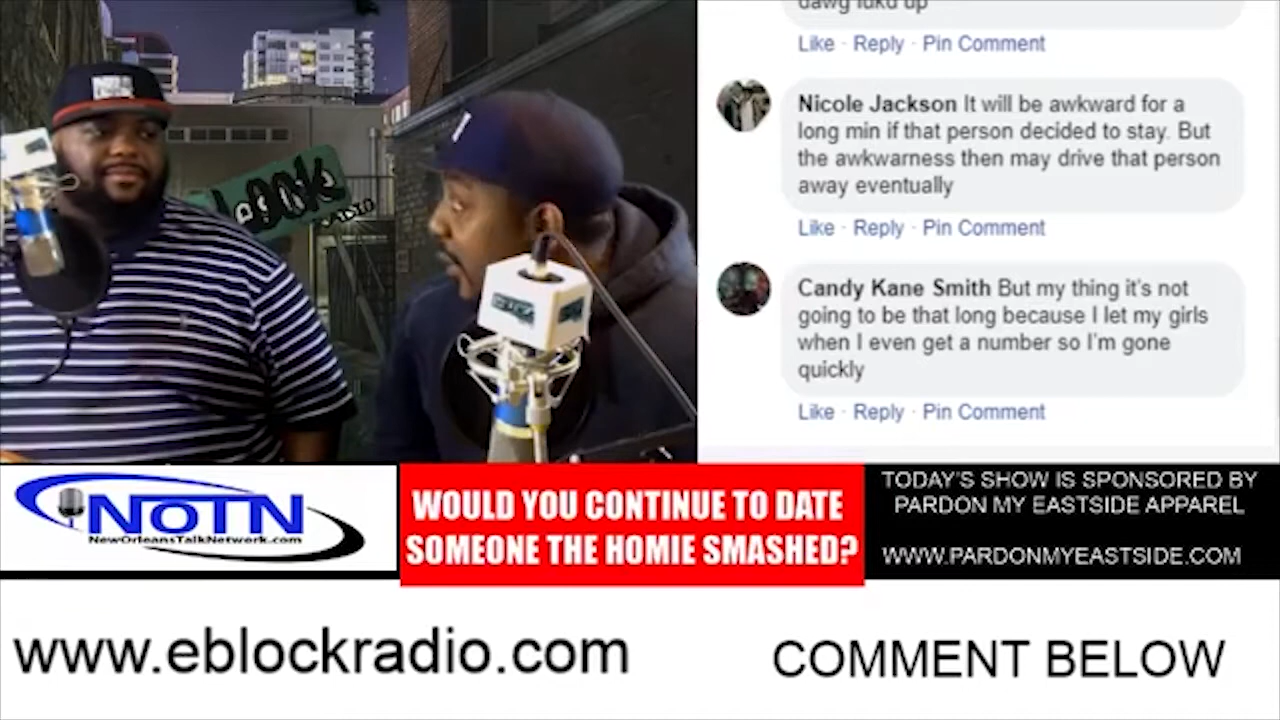 dawg fukd up
Like · Reply · Pin Comment
Nicole Jackson It will be awkward for a
long min if that person decided to stay. But
the awkwarness then may drive that person
away eventually
Like · Reply · Pin Comment
Candy Kane Smith But my thing it's not
going to be that long because I let my girls
when I even get a number so I'm gone
quickly
Like · Reply · Pin Comment
NOTN
NewOrleansTalkNetwork.com
WOULD YOU CONTINUE TO DATE
SOMEONE THE HOMIE SMASHED?
TODAY'S SHOW IS SPONSORED BY
PARDON MY EASTSIDE APPAREL
WWW.PARDONMYEASTSIDE.COM
www.eblockradio.com
COMMENT BELOW